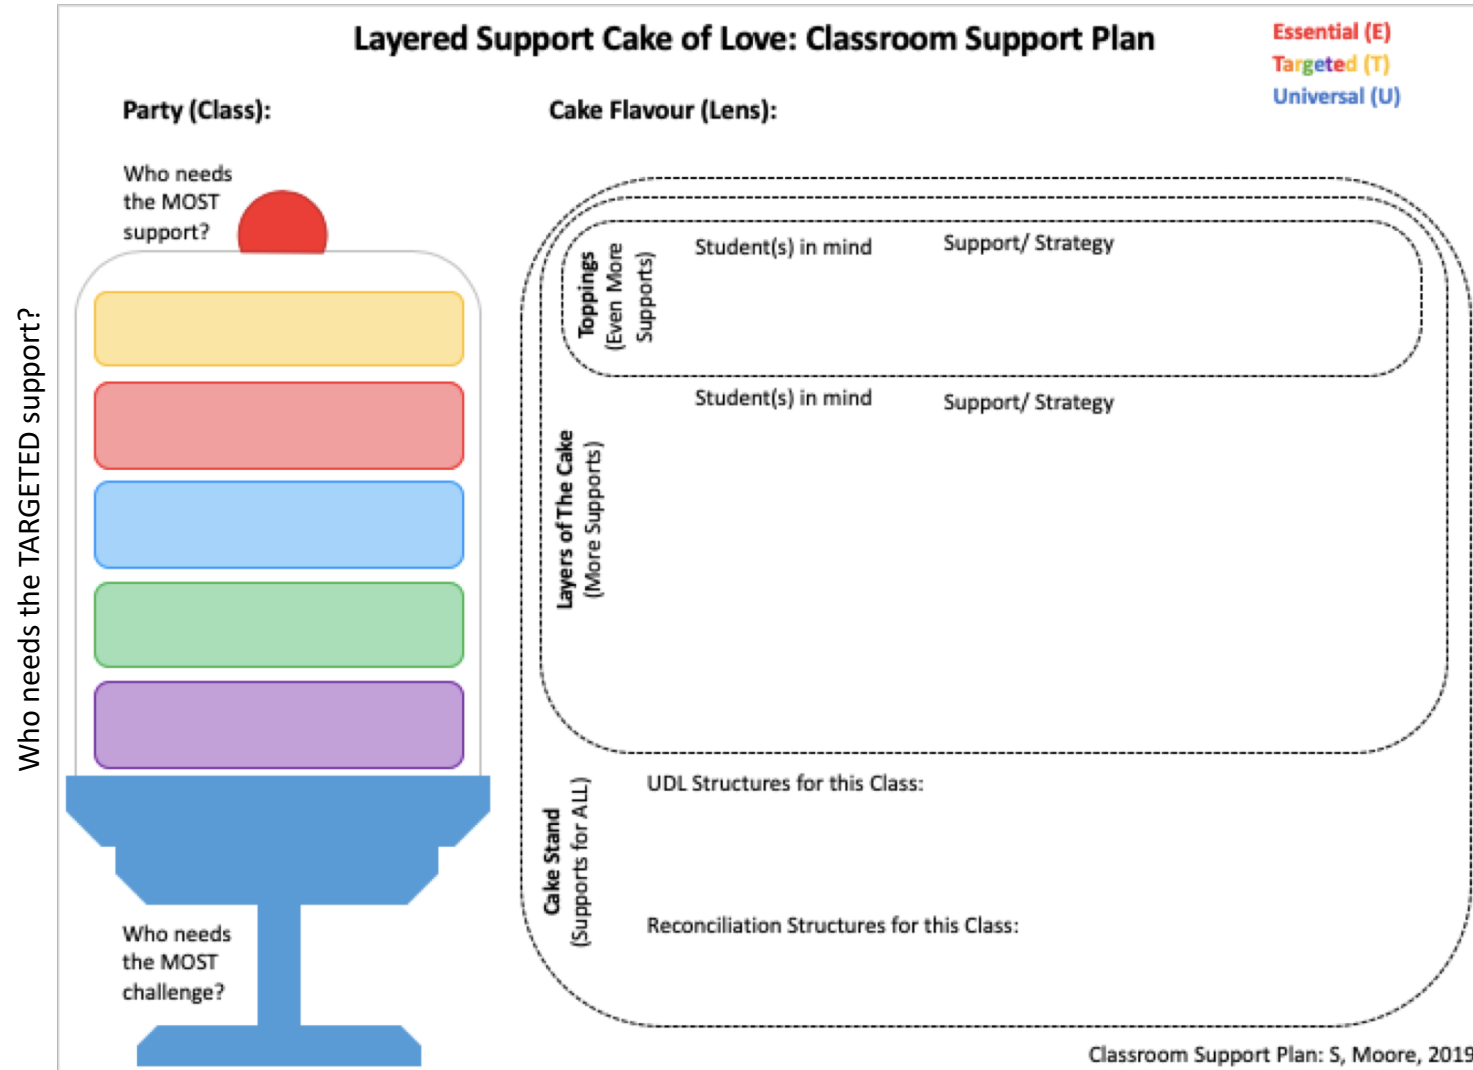 Layered Support Cake of Love: Classroom Support Plan
Essential (E)
Targeted (T)
Universal (U)
Party (Class):
Cake Flavour (Lens):
Who needs
the MOST
support?
Who needs the TARGETED support?
Toppings
(Even More
Supports)
Student(s) in mind
Support/ Strategy
Layers of The Cake
(More Supports)
Student(s) in mind
Support/ Strategy
Cake Stand
(Supports for ALL)
UDL Structures for this Class:
Reconciliation Structures for this Class:
Who needs
the MOST
challenge?
Classroom Support Plan: S, Moore, 2019